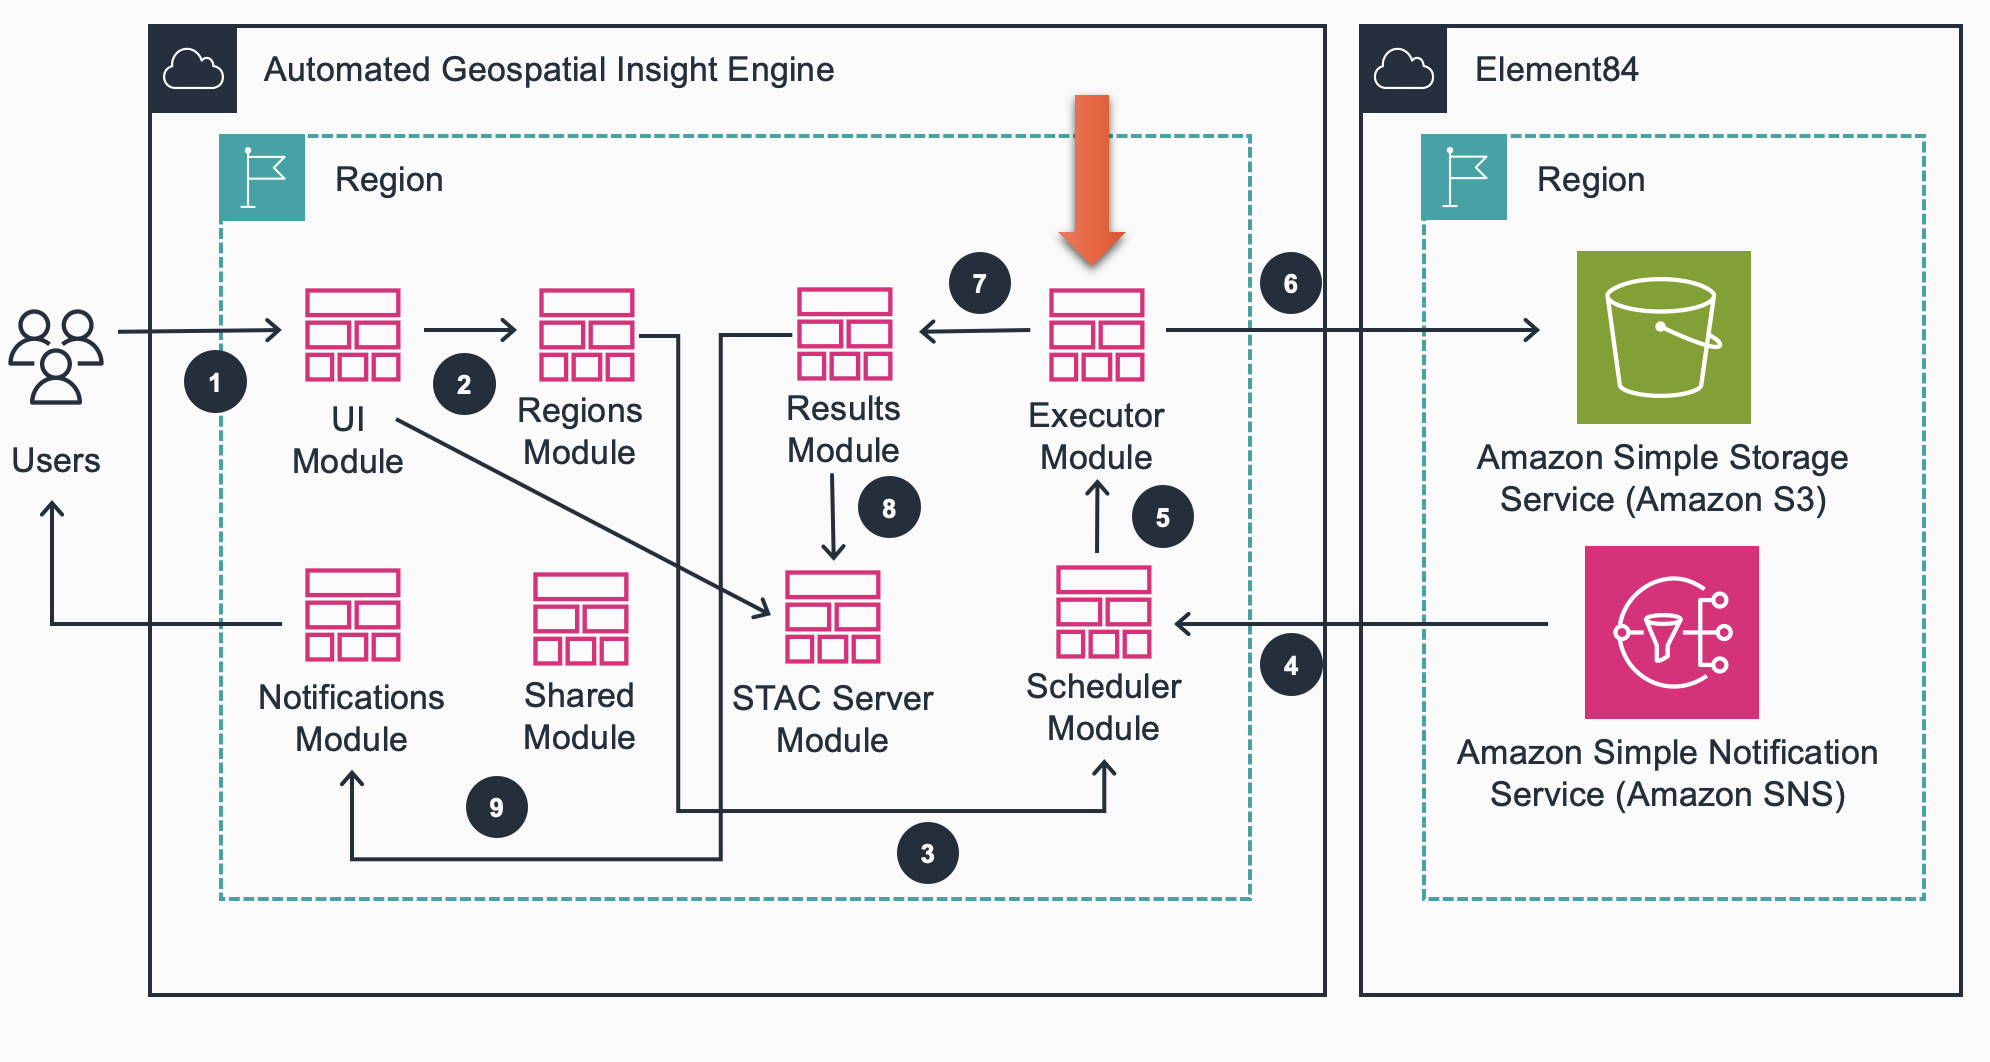 Automated Geospatial Insight Engine
Element84
Region
Region
7
6
1
2
UI
Module
Regions
Module
Results
Module
Executor
Module
Users
Amazon Simple Storage
Service (Amazon S3)
8
5
4
Notifications
Module
Shared
Module
STAC Server
Module
Scheduler
Module
Amazon Simple Notification
Service (Amazon SNS)
9
3